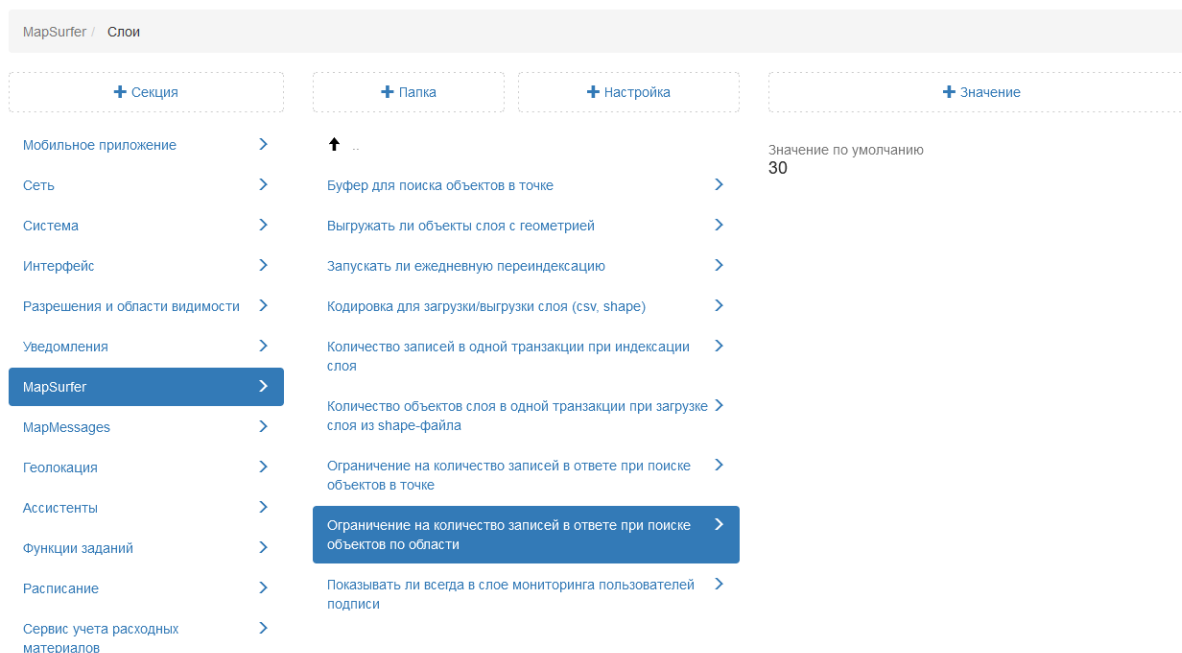 MapSurfer / Слои
+ Секция
+ Папка
+ Настройка
+ Значение
Мобильное приложение
Сеть
Система
Интерфейс
Разрешения и области видимости
Уведомления
MapSurfer
MapMessages
Геолокация
Ассистенты
Функции заданий
Расписание
Сервис учета расходных
материалов
..
Буфер для поиска объектов в точке
Выгружать ли объекты слоя с геометрией
Запускать ли ежедневную переиндексацию
Кодировка для загрузки/выгрузки слоя (csv, shape)
Количество записей в одной транзакции при индексации
слоя
Количество объектов слоя в одной транзакции при загрузке
слоя из shape-файла
Ограничение на количество записей в ответе при поиске
объектов в точке
Ограничение на количество записей в ответе при поиске
объектов по области
Показывать ли всегда в слое мониторинга пользователей
подписи
Значение по умолчанию
30